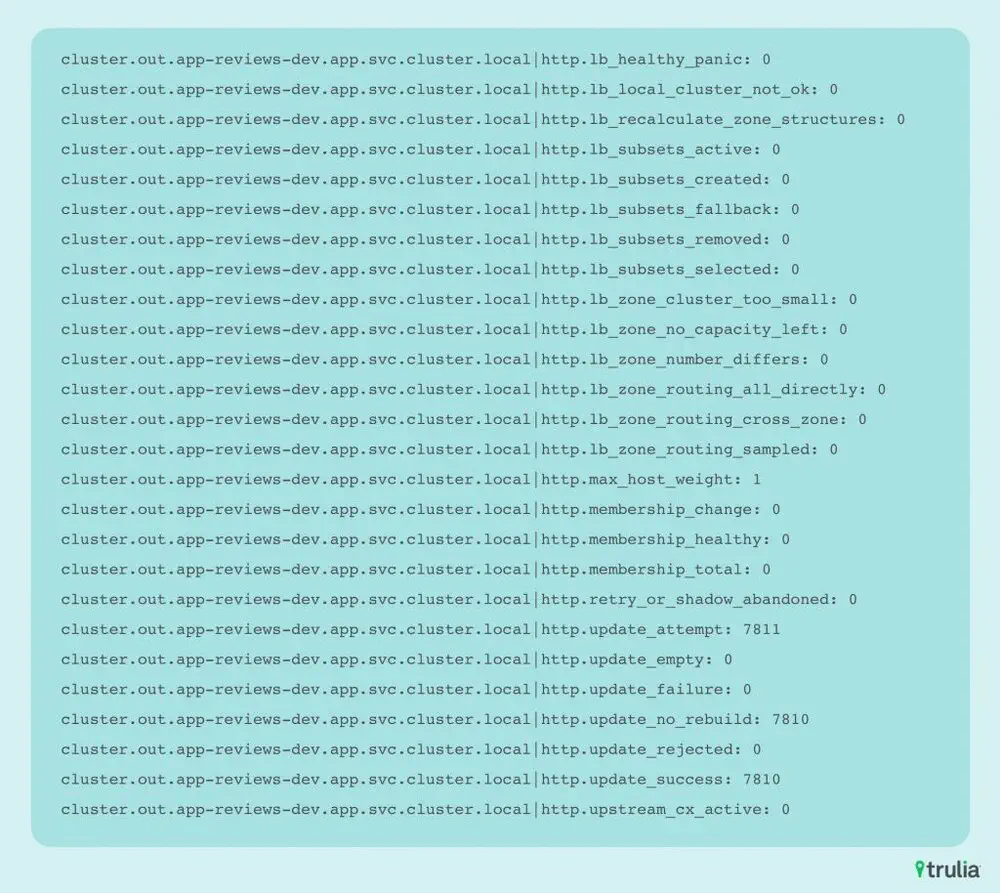 cluster.out.app-reviews-dev.app.svc.cluster.local|http.lb_healthy_panic: 0
cluster.out.app-reviews-dev.app.svc.cluster.local|http.lb_local_cluster_not_ok: 0
cluster.out.app-reviews-dev.app.svc.cluster.local|http.lb_recalculate_zone_structures: 0
cluster.out.app-reviews-dev.app.svc.cluster.local|http.lb_subsets_active: 0
cluster.out.app-reviews-dev.app.svc.cluster.local|http.lb_subsets_created: 0
cluster.out.app-reviews-dev.app.svc.cluster.local|http.lb_subsets_fallback: 0
cluster.out.app-reviews-dev.app.svc.cluster.local|http.lb_subsets_removed: 0
cluster.out.app-reviews-dev.app.svc.cluster.local|http.lb_subsets_selected: 0
cluster.out.app-reviews-dev.app.svc.cluster.local|http.lb_zone_cluster_too_small: 0
cluster.out.app-reviews-dev.app.svc.cluster.local|http.lb_zone_no_capacity_left: 0
cluster.out.app-reviews-dev.app.svc.cluster.local|http.lb_zone_number_differs: 0
cluster.out.app-reviews-dev.app.svc.cluster.local|http.lb_zone_routing_all_directly: 0
cluster.out.app-reviews-dev.app.svc.cluster.local|http.lb_zone_routing_cross_zone: 0
cluster.out.app-reviews-dev.app.svc.cluster.local|http.lb_zone_routing_sampled: 0
cluster.out.app-reviews-dev.app.svc.cluster.local|http.max_host_weight: 1
cluster.out.app-reviews-dev.app.svc.cluster.local|http.membership_change: 0
cluster.out.app-reviews-dev.app.svc.cluster.local|http.membership_healthy: 0
cluster.out.app-reviews-dev.app.svc.cluster.local|http.membership_total: 0
cluster.out.app-reviews-dev.app.svc.cluster.local|http.retry_or_shadow_abandoned: 0
cluster.out.app-reviews-dev.app.svc.cluster.local|http.update_attempt: 7811
cluster.out.app-reviews-dev.app.svc.cluster.local|http.update_empty: 0
cluster.out.app-reviews-dev.app.svc.cluster.local|http.update_failure: 0
cluster.out.app-reviews-dev.app.svc.cluster.local|http.update_no_rebuild: 7810
cluster.out.app-reviews-dev.app.svc.cluster.local|http.update_rejected: 0
cluster.out.app-reviews-dev.app.svc.cluster.local|http.update_success: 7810
cluster.out.app-reviews-dev.app.svc.cluster.local|http.upstream_cx_active: 0
trulia